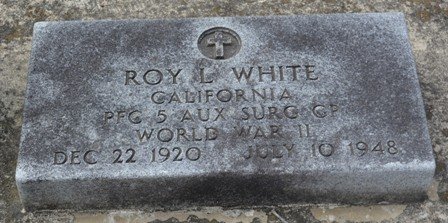 ROY L WHITE
CALIFORNIA
PFC 5 AUX SURG GP
WORLD WAR II
DEC 22 1920 JULY 10 1948